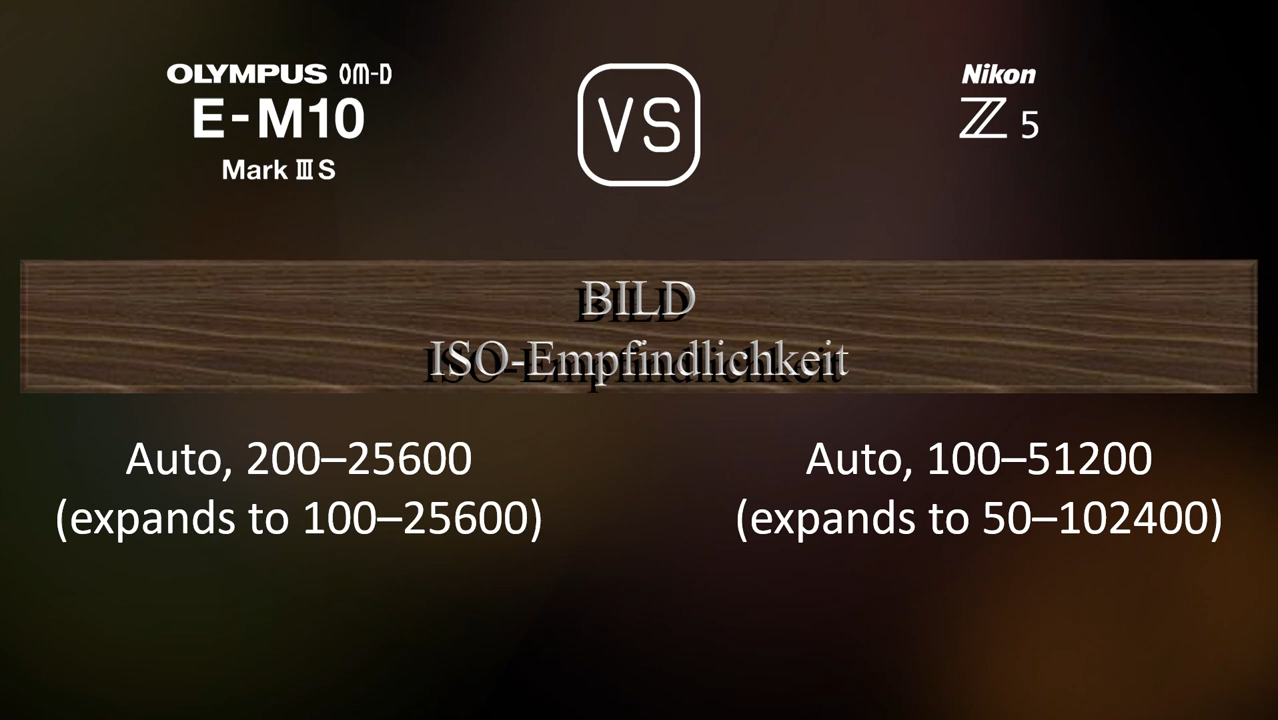 OLYMPUS OM-D
E-M10
Mark III S
VS
Nikon
Z 5
BILD
ISO-Empfindlichkeit
Auto, 200–25600
(expands to 100–25600)
Auto, 100–51200
(expands to 50–102400)